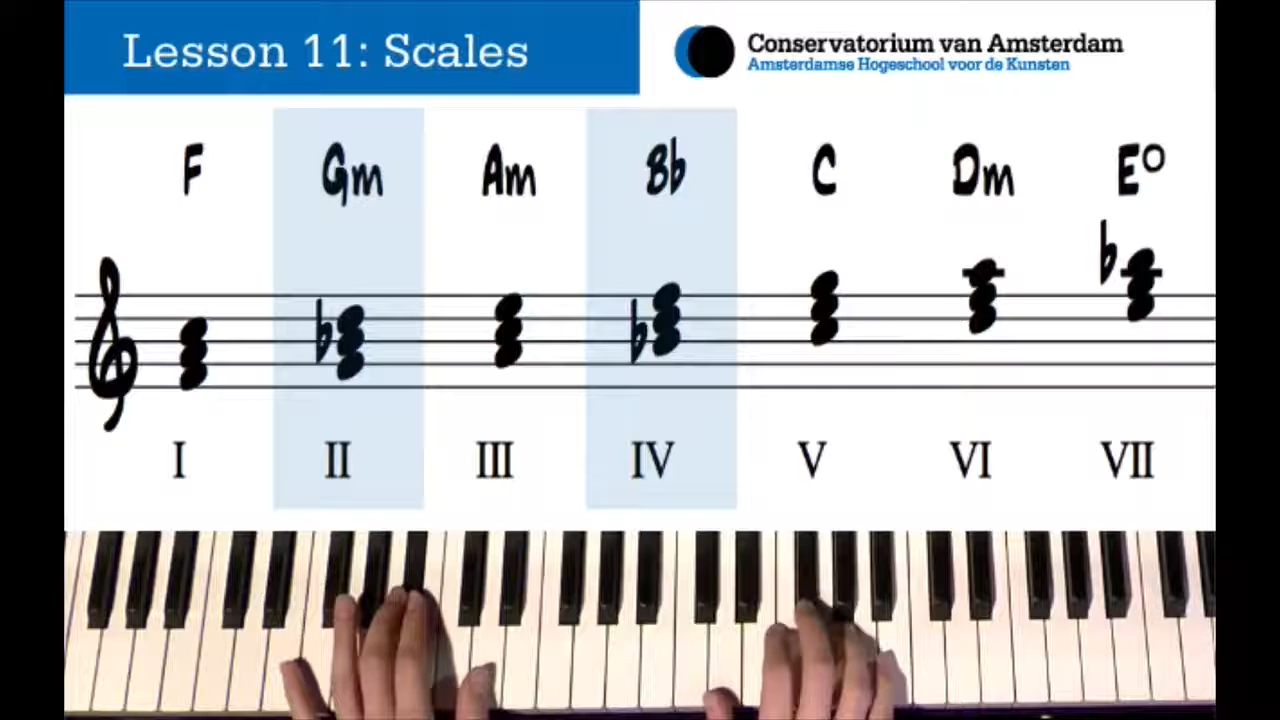 Lesson 11: Scales
Conservatorium van Amsterdam
Amsterdamse Hogeschool voor de Kunsten
F Gm Am Bb C Dm Eo
I II III IV V VI VII